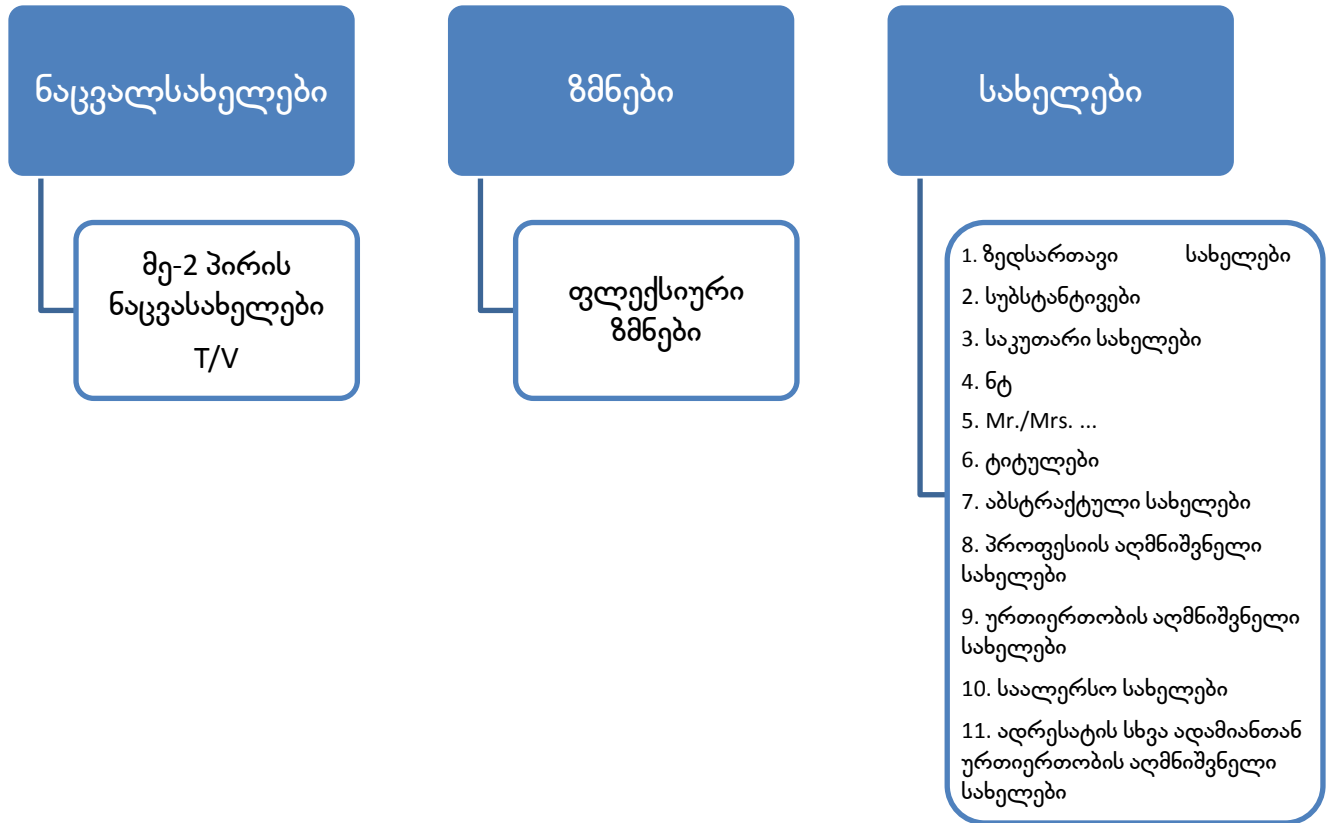 ნაცვალსახელები
მე-2 პირის
ნაცვასახელები
T/V
ზმნები
ფლექსიური
ზმნები
სახელები
1. ზედსართავი სახელები
2. სუბსტანტივები
3. საკუთარი სახელები
4. ნტ
5. Mr./Mrs. ...
6. ტიტულები
7. აბსტრაქტული სახელები
8. პროფესიის აღმნიშვნელი
სახელები
9. ურთიერთობის აღმნიშვნელი
სახელები
10. საალერსო სახელები
11. ადრესატის სხვა ადამიანთან
ურთიერთობის აღმნიშვნელი
სახელები